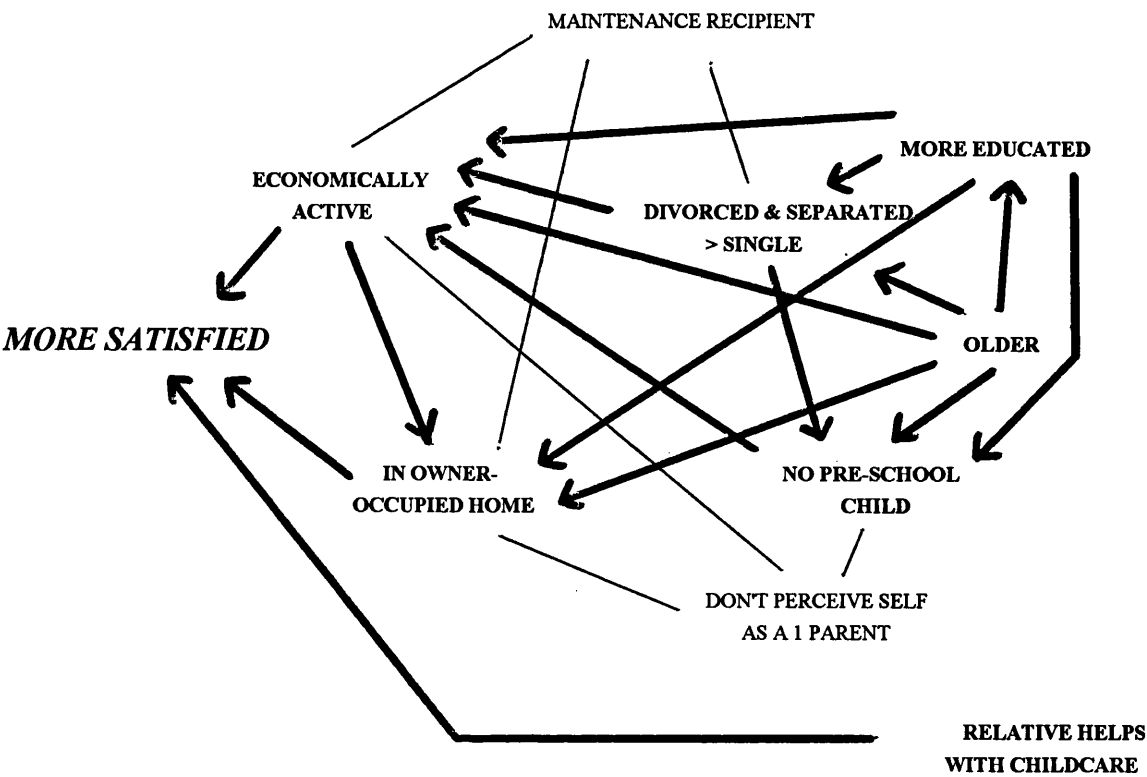 MAINTENANCE RECIPIENT
MORE EDUCATED
ECONOMICALLY
ACTIVE
DIVORCED & SEPARATED
> SINGLE
MORE SATISFIED
OLDER
IN OWNER-
OCCUPIED HOME
NO PRE-SCHOOL
CHILD
DON'T PERCEIVE SELF
AS A 1 PARENT
RELATIVE HELPS
WITH CHILDCARE